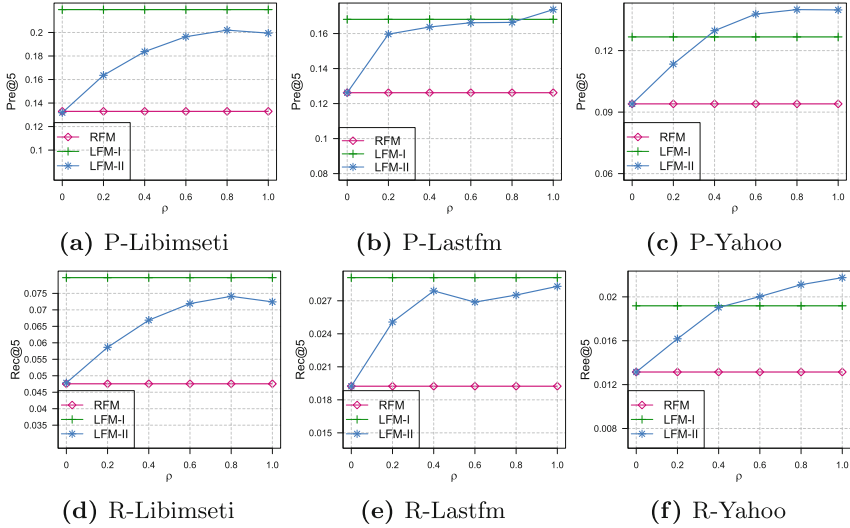 Pre@5
0.2
0.18
0.16
0.14
0.12
0.1
RFM
LFM-I
LFM-II
0 0.2 0.4 0.6 0.8 1.0
ρ
(a) P-Libimseti
Pre@5
0.16
0.14
0.12
0.1
0.08
RFM
LFM-I
LFM-II
0 0.2 0.4 0.6 0.8 1.0
ρ
(b) P-Lastfm
Pre@5
0.12
0.09
0.06
RFM
LFM-I
LFM-II
0 0.2 0.4 0.6 0.8 1.0
ρ
(c) P-Yahoo
Rec@5
0.075
0.07
0.065
0.06
0.055
0.05
0.045
0.04
0.035
RFM
LFM-I
LFM-II
0 0.2 0.4 0.6 0.8 1.0
ρ
(d) R-Libimseti
Rec@5
0.027
0.024
0.021
0.018
0.015
RFM
LFM-I
LFM-II
0 0.2 0.4 0.6 0.8 1.0
ρ
(e) R-Lastfm
Ree@5
0.02
0.016
0.012
0.008
RFM
LFM-I
LFM-II
0 0.2 0.4 0.6 0.8 1.0
ρ
(f) R-Yahoo